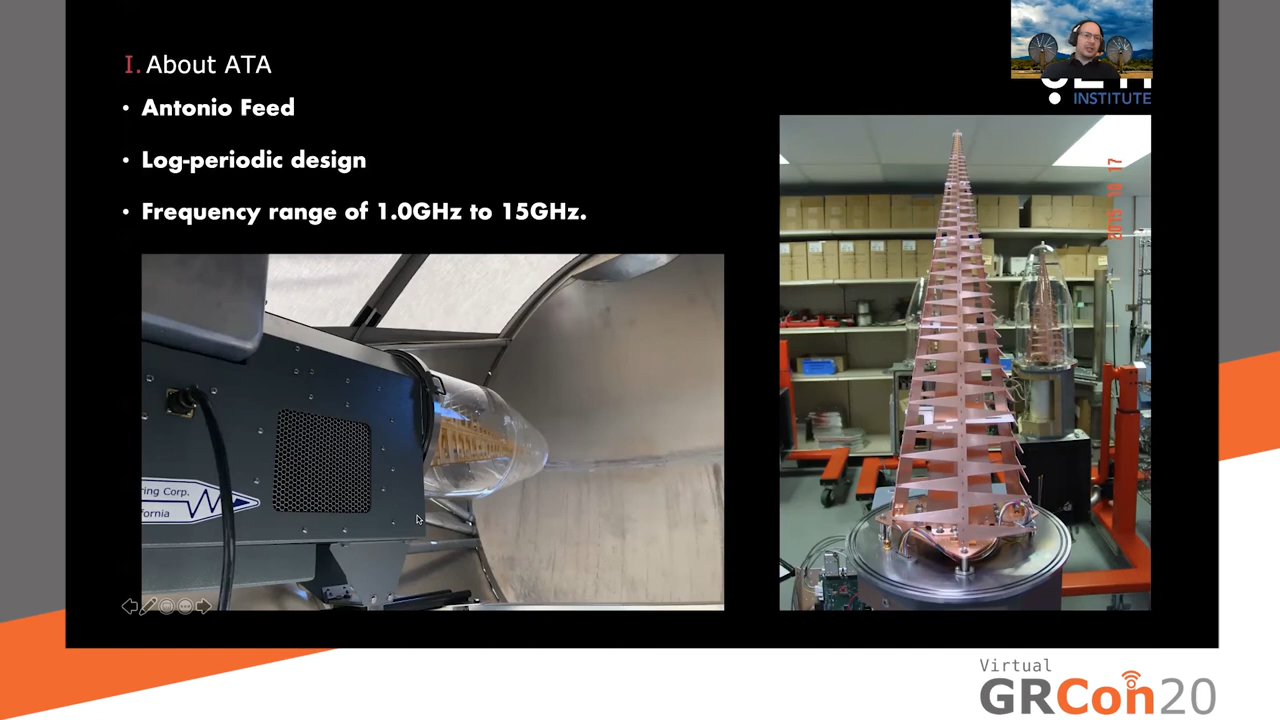 I. About ATA
• Antonio Feed
• Log-periodic design
• Frequency range of 1.0GHz to 15GHz.
INSTITUTE
ring Corp.
fornia
Virtual
GRCon20